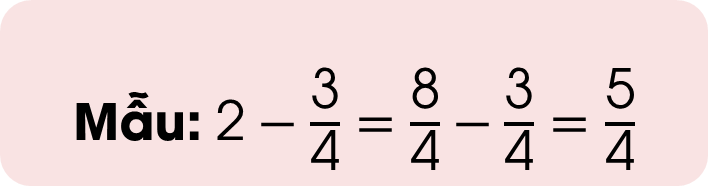 Mẫu: 2 − 3/4 = 8/4 − 3/4 = 5/4